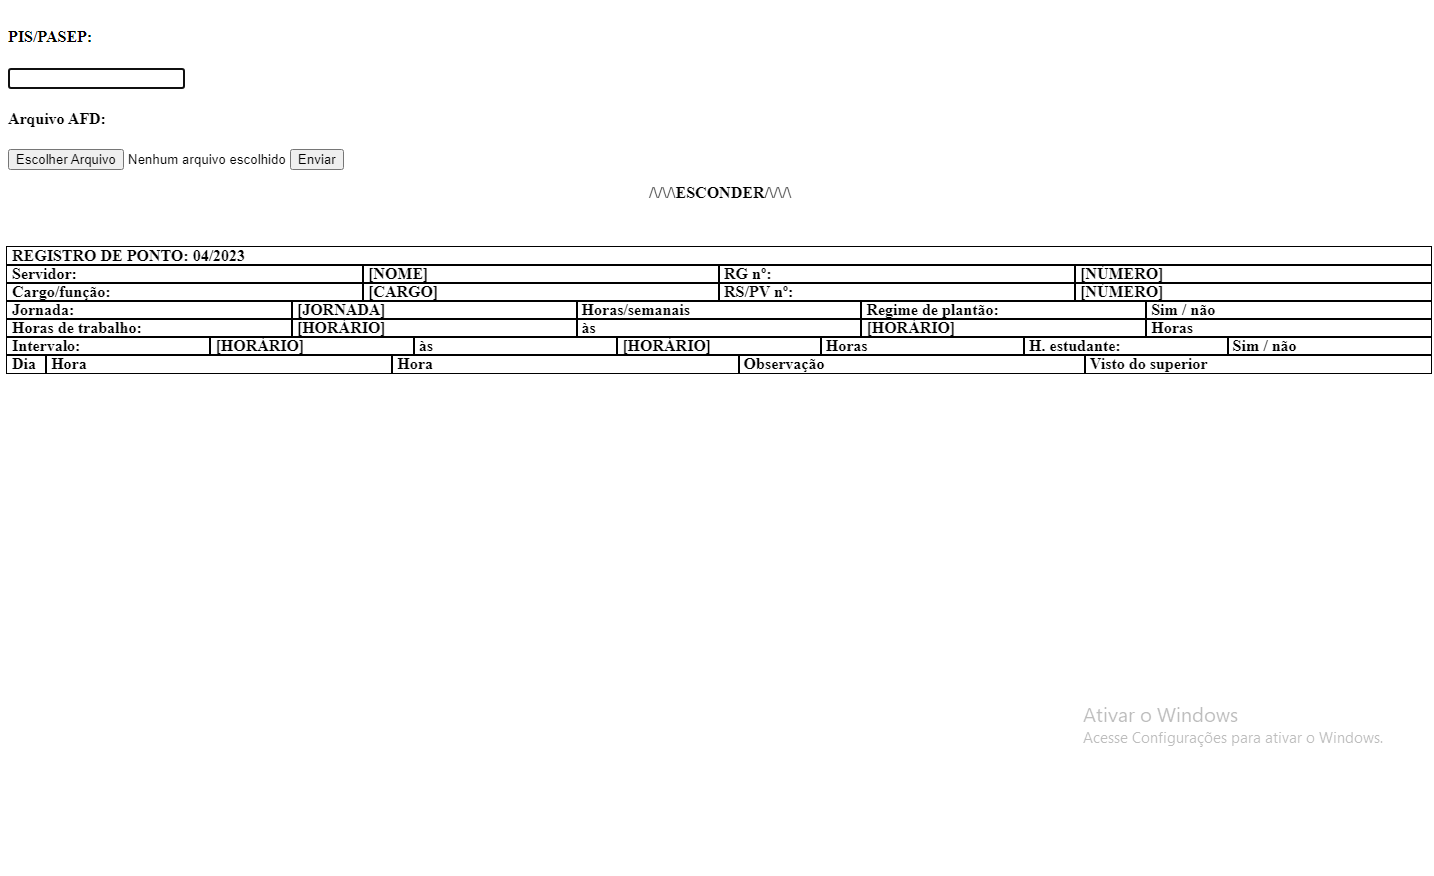 PIS/PASEP:
Arquivo AFD:
Escolher Arquivo Nenhum arquivo escolhido Enviar
/\/\/\ESCONDER/\/\/\
REGISTRO DE PONTO: 04/2023
Servidor: [NOME] RG nº: [NÚMERO]
Cargo/função: [CARGO] RS/PV nº: [NÚMERO]
Jornada: [JORNADA] Horas/semanais Regime de plantão: Sim / não
Horas de trabalho: [HORÁRIO] às [HORÁRIO] Horas
Intervalo: [HORÁRIO] às [HORÁRIO] Horas H. estudante: Sim / não
Dia Hora Hora Observação Visto do superior
Ativar o Windows
Acesse Configurações para ativar o Windows.